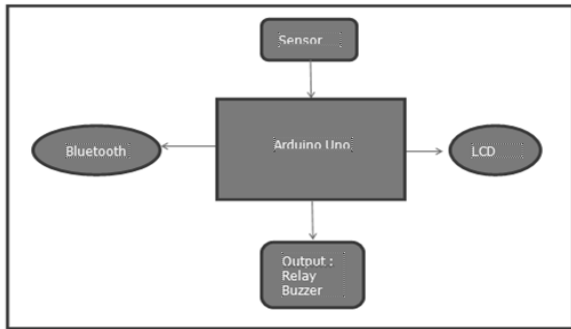 Sensor
Bluetooth
Arduino Uno
LCD
Output :
Relay
Buzzer